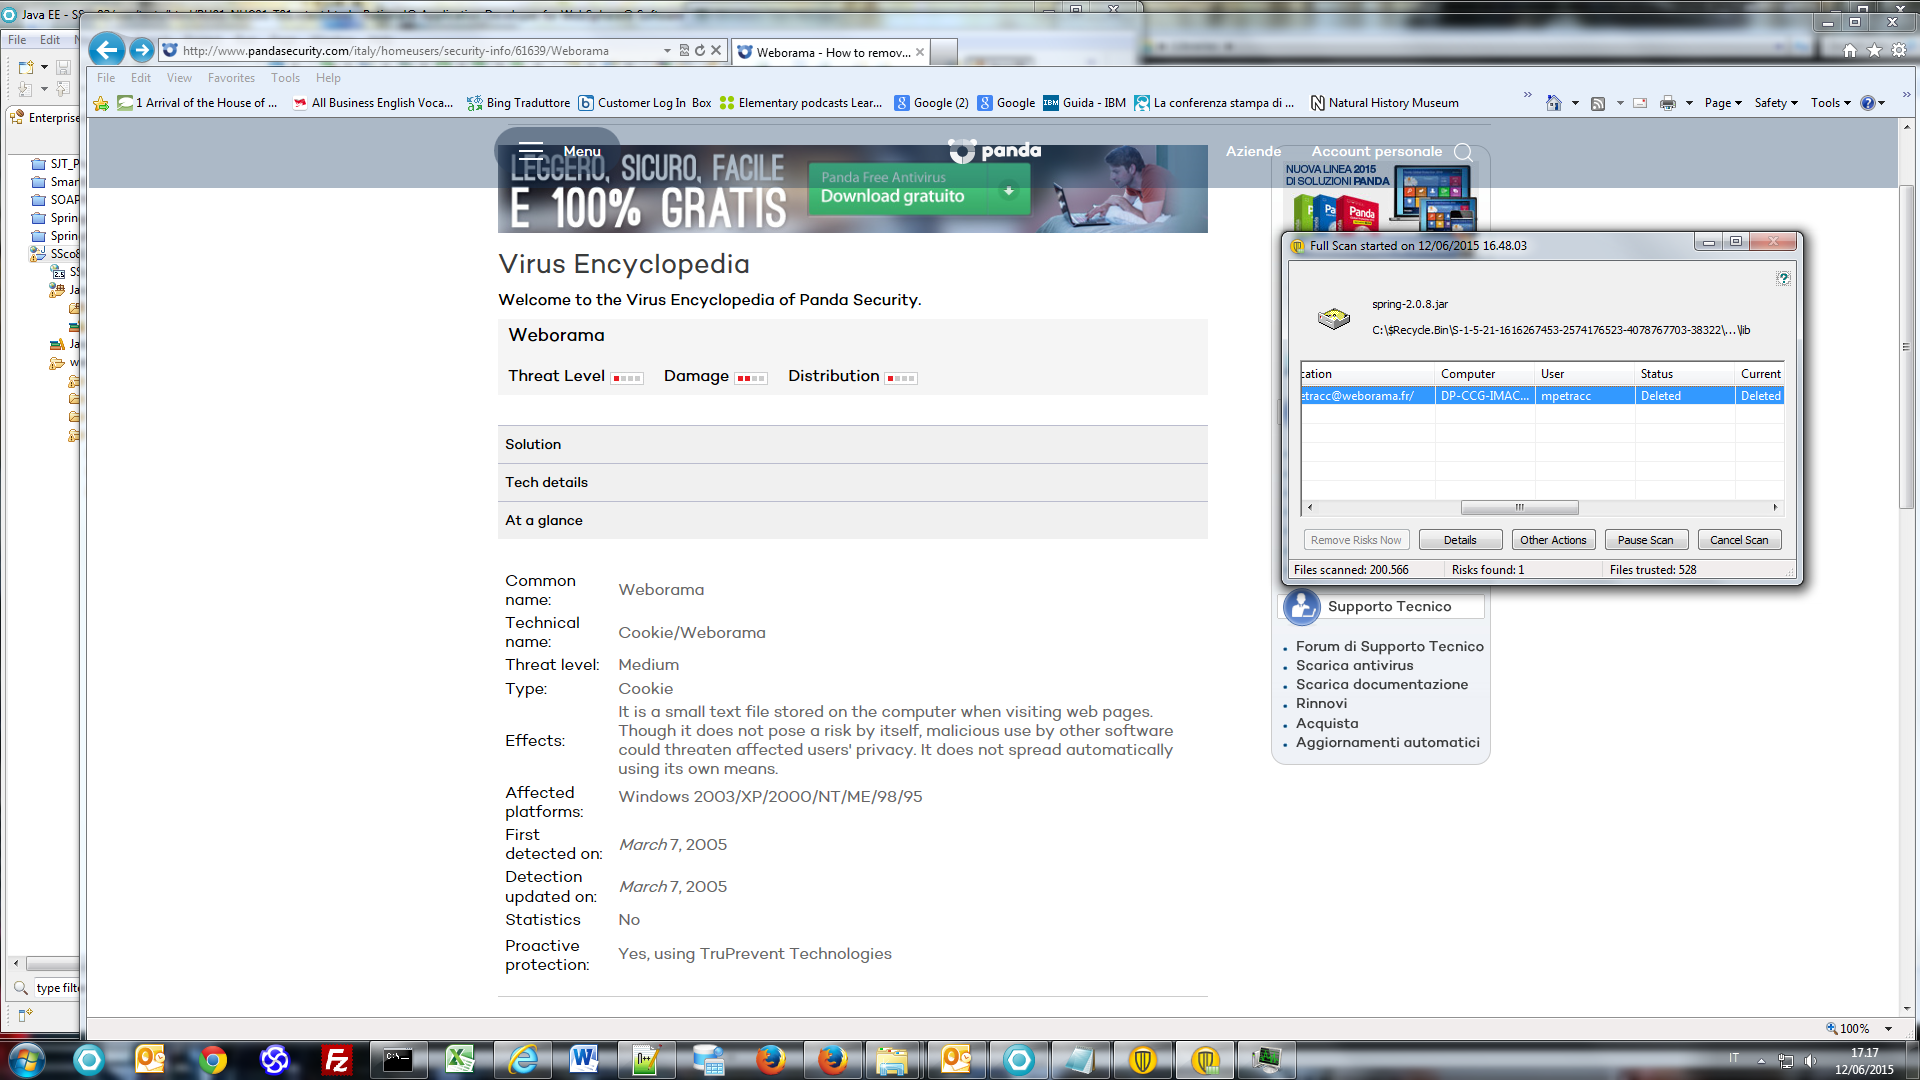 Java EE - SSco
File Edit
http://www.pandasecurity.com/italy/homeusers/security-info/61639/Weborama
Weborama - How to remov...
File Edit View Favorites Tools Help
1 Arrival of the House of ...
All Business English Voca...
Bing Traduttore
Customer Log In Box
Elementary podcasts Lear...
Google (2)
Google
Guida - IBM
La conferenza stampa di ...
Natural History Museum
Page
Safety
Tools
Enterprise
SJT_P
Smar
SOAP
Sprin
Sprin
SSco
SS
Ja
Ja
w
type filt
Menu
panda
Aziende
Account personale
LEGGERO, SICURO, FACILE
E 100% GRATIS
Panda Free Antivirus
Download gratuito
NUOVA LINEA 2015
DI SOLUZIONI PANDA
Panda
Virus Encyclopedia
Welcome to the Virus Encyclopedia of Panda Security.
Weborama
Threat Level Damage Distribution
Solution
Tech details
At a glance
Common name: Weborama
Technical name: Cookie/Weborama
Threat level: Medium
Type: Cookie
Effects: It is a small text file stored on the computer when visiting web pages.
Though it does not pose a risk by itself, malicious use by other software
could threaten affected users' privacy. It does not spread automatically
using its own means.
Affected platforms: Windows 2003/XP/2000/NT/ME/98/95
First detected on: March 7, 2005
Detection updated on: March 7, 2005
Statistics No
Proactive protection: Yes, using TruPrevent Technologies
Full Scan started on 12/06/2015 16.48.03
spring-2.0.8.jar
C:\$Recycle.Bin\S-1-5-21-1616267453-2574176523-4078767703-38322\...\lib
cation Computer User Status Current
etracc@weborama.fr/ DP-CCG-IMAC... mpetracc Deleted Deleted
Remove Risks Now Details Other Actions Pause Scan Cancel Scan
Files scanned: 200.566 Risks found: 1 Files trusted: 528
Supporto Tecnico
Forum di Supporto Tecnico
Scarica antivirus
Scarica documentazione
Rinnovi
Acquista
Aggiornamenti automatici
100%
IT
17.17
12/06/2015